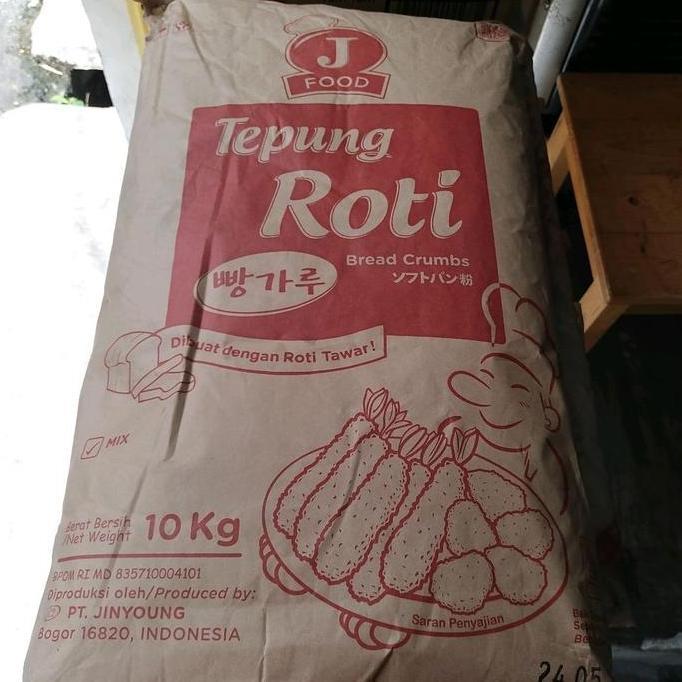 J
FOOD
Tepung
Roti
Bread Crumbs
빵가루
ソフトパン粉
Dibuat dengan Roti Tawar!
MIX
Berat Bersih
/Net Weight
10 Kg
BPOM RI MD 835710004101
Diproduksi oleh/Produced by:
PT. JINYOUNG
Bogor 16820, INDONESIA
Saran Penyajian
24 05